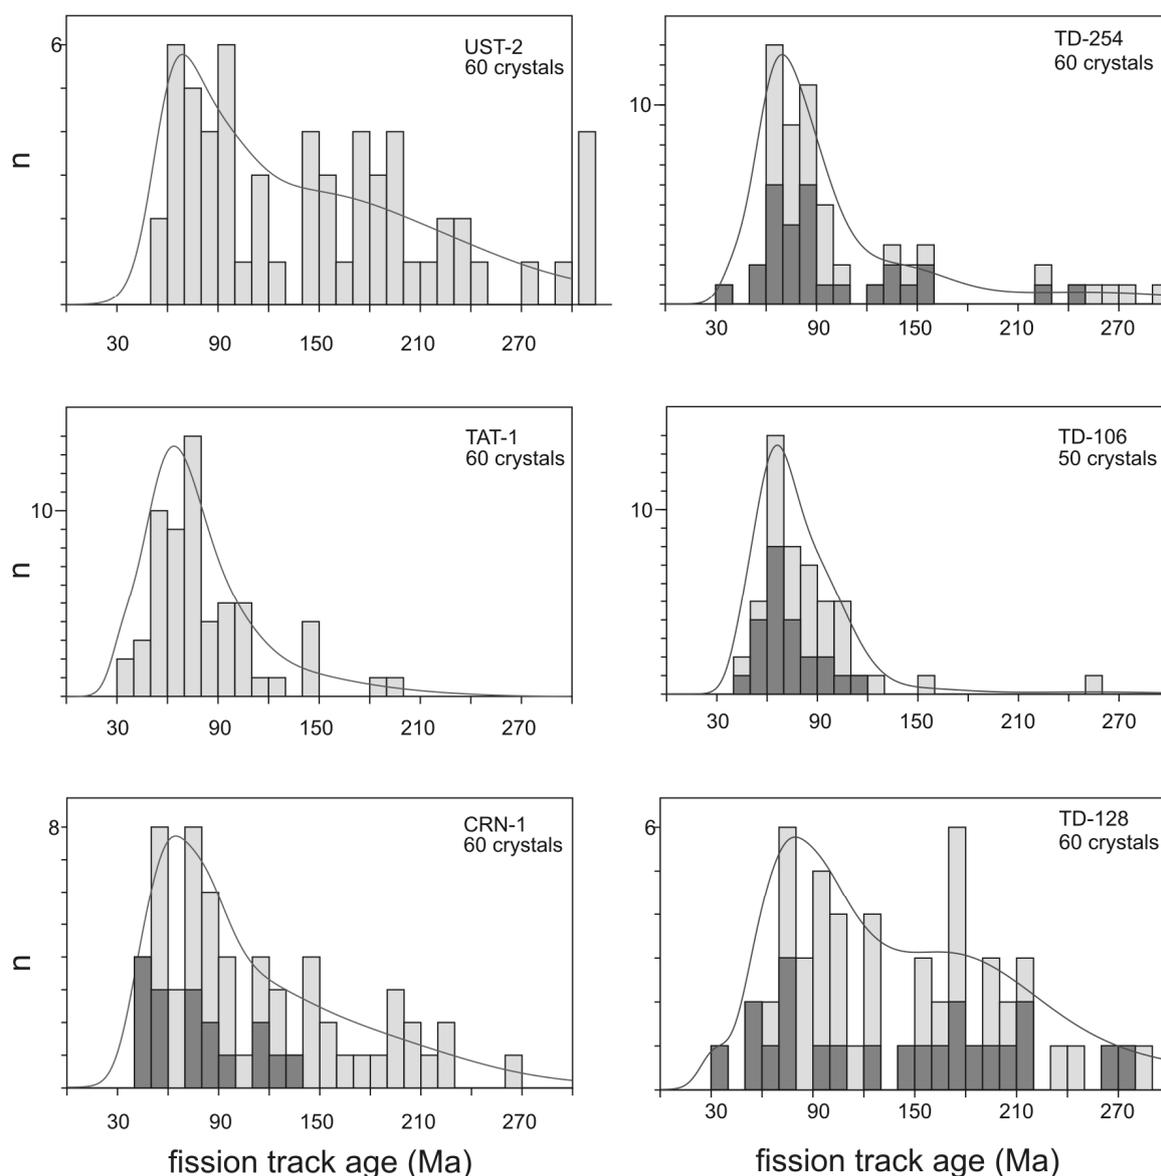 6
UST-2
60 crystals
n
30 90 150 210 270
TD-254
60 crystals
10
30 90 150 210 270
TAT-1
60 crystals
10
n
30 90 150 210 270
TD-106
50 crystals
10
30 90 150 210 270
8
CRN-1
60 crystals
n
30 90 150 210 270
fission track age (Ma)
6
TD-128
60 crystals
30 90 150 210 270
fission track age (Ma)